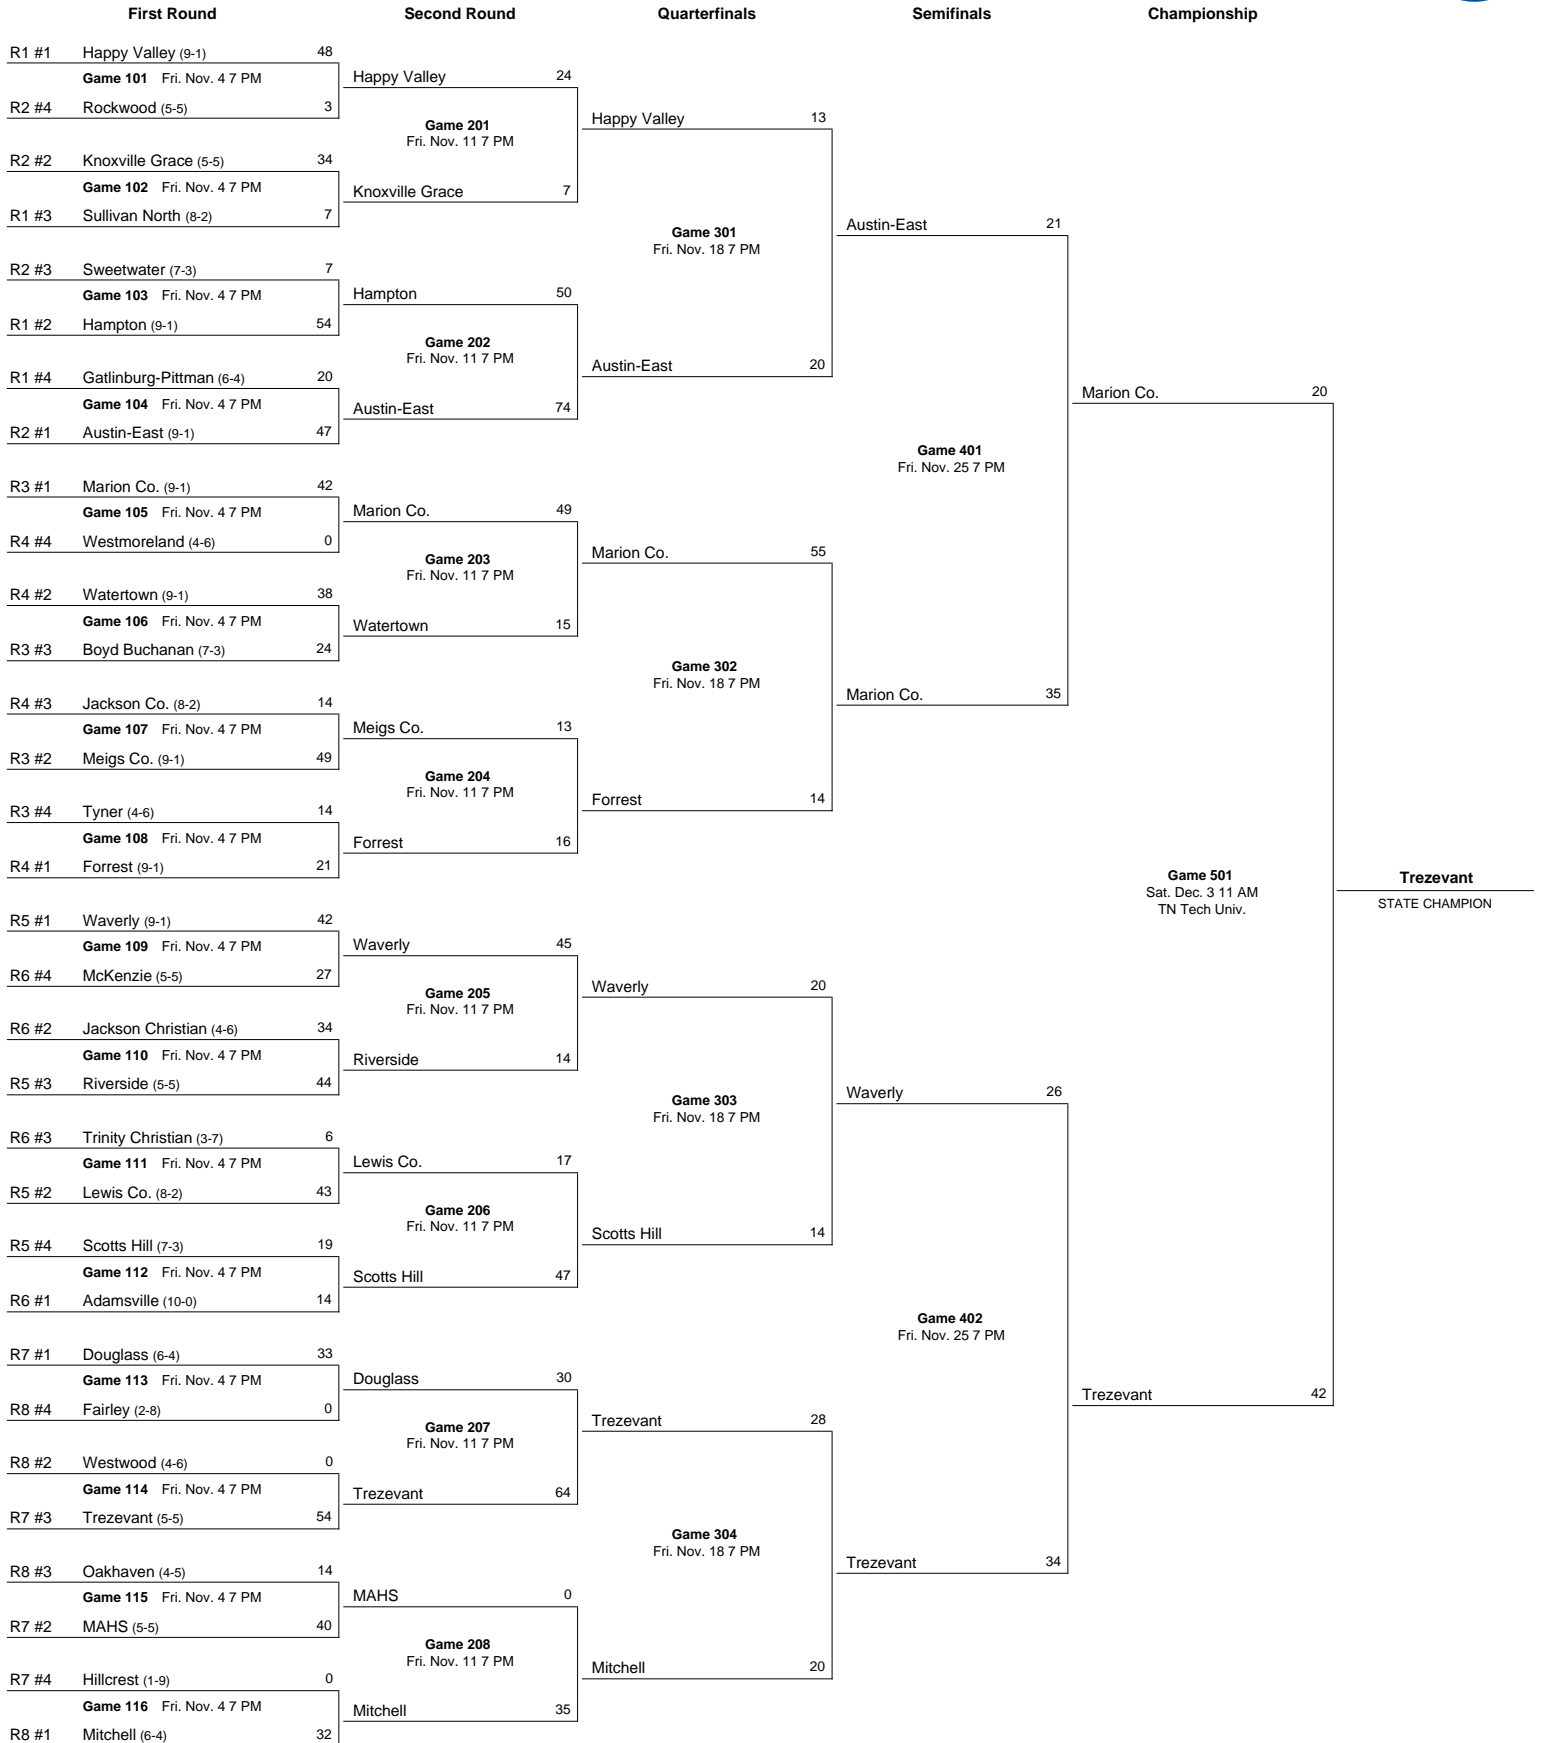 First Round Second Round Quarterfinals Semifinals Championship
R1 #1 Happy Valley (9-1) 48
Game 101 Fri. Nov. 4 7 PM
R2 #4 Rockwood (5-5) 3
R2 #2 Knoxville Grace (5-5) 34
Game 102 Fri. Nov. 4 7 PM
R1 #3 Sullivan North (8-2) 7
R2 #3 Sweetwater (7-3) 7
Game 103 Fri. Nov. 4 7 PM
R1 #2 Hampton (9-1) 54
R1 #4 Gatlinburg-Pittman (6-4) 20
Game 104 Fri. Nov. 4 7 PM
R2 #1 Austin-East (9-1) 47
R3 #1 Marion Co. (9-1) 42
Game 105 Fri. Nov. 4 7 PM
R4 #4 Westmoreland (4-6) 0
R4 #2 Watertown (9-1) 38
Game 106 Fri. Nov. 4 7 PM
R3 #3 Boyd Buchanan (7-3) 24
R4 #3 Jackson Co. (8-2) 14
Game 107 Fri. Nov. 4 7 PM
R3 #2 Meigs Co. (9-1) 49
R3 #4 Tyner (4-6) 14
Game 108 Fri. Nov. 4 7 PM
R4 #1 Forrest (9-1) 21
R5 #1 Waverly (9-1) 42
Game 109 Fri. Nov. 4 7 PM
R6 #4 McKenzie (5-5) 27
R6 #2 Jackson Christian (4-6) 34
Game 110 Fri. Nov. 4 7 PM
R5 #3 Riverside (5-5) 44
R6 #3 Trinity Christian (3-7) 6
Game 111 Fri. Nov. 4 7 PM
R5 #2 Lewis Co. (8-2) 43
R5 #4 Scotts Hill (7-3) 19
Game 112 Fri. Nov. 4 7 PM
R6 #1 Adamsville (10-0) 14
R7 #1 Douglass (6-4) 33
Game 113 Fri. Nov. 4 7 PM
R8 #4 Fairley (2-8) 0
R8 #2 Westwood (4-6) 0
Game 114 Fri. Nov. 4 7 PM
R7 #3 Trezevant (5-5) 54
R8 #3 Oakhaven (4-5) 14
Game 115 Fri. Nov. 4 7 PM
R7 #2 MAHS (5-5) 40
R7 #4 Hillcrest (1-9) 0
Game 116 Fri. Nov. 4 7 PM
R8 #1 Mitchell (6-4) 32
Happy Valley 24
Game 201
Fri. Nov. 11 7 PM
Knoxville Grace 7
Hampton 50
Game 202
Fri. Nov. 11 7 PM
Austin-East 74
Marion Co. 49
Game 203
Fri. Nov. 11 7 PM
Watertown 15
Meigs Co. 13
Game 204
Fri. Nov. 11 7 PM
Forrest 16
Waverly 45
Game 205
Fri. Nov. 11 7 PM
Riverside 14
Lewis Co. 17
Game 206
Fri. Nov. 11 7 PM
Scotts Hill 47
Douglass 30
Game 207
Fri. Nov. 11 7 PM
Trezevant 64
MAHS 0
Game 208
Fri. Nov. 11 7 PM
Mitchell 35
Happy Valley 13
Game 301
Fri. Nov. 18 7 PM
Austin-East 20
Marion Co. 55
Game 302
Fri. Nov. 18 7 PM
Forrest 14
Waverly 20
Game 303
Fri. Nov. 18 7 PM
Scotts Hill 14
Trezevant 28
Game 304
Fri. Nov. 18 7 PM
Mitchell 20
Austin-East 21
Game 401
Fri. Nov. 25 7 PM
Marion Co. 35
Waverly 26
Game 402
Fri. Nov. 25 7 PM
Trezevant 34
Marion Co. 20
Game 501
Sat. Dec. 3 11 AM
TN Tech Univ.
Trezevant 42
Trezevant
STATE CHAMPION